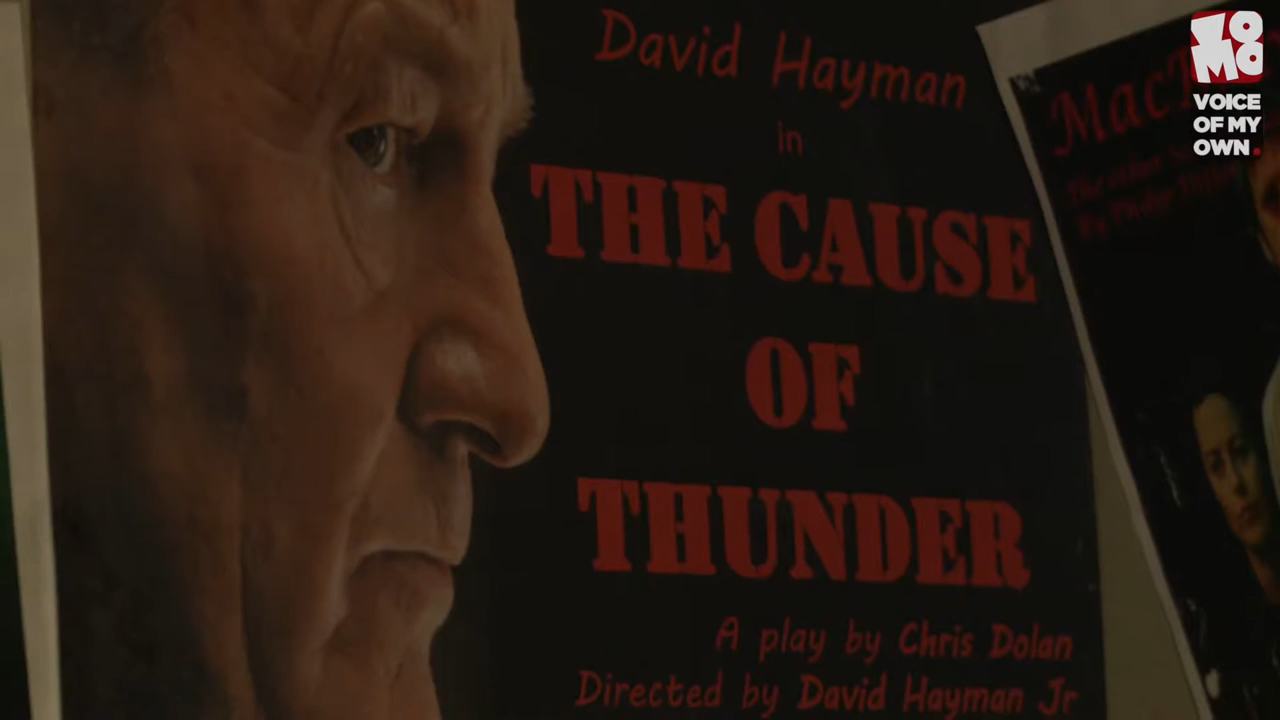 David Hayman
in
THE CAUSE
OF
THUNDER
A play by Chris Dolan
Directed by David Hayman Jr
VOICE
OF MY
OWN.